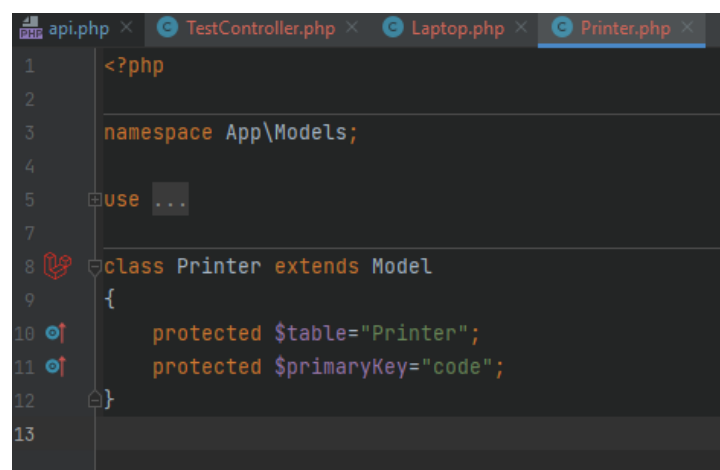 api.php
TestController.php
Laptop.php
Printer.php
1 <?php
2
3 namespace App\Models;
4
5 use ...
7
8 class Printer extends Model
9 {
10 protected $table="Printer";
11 protected $primaryKey="code";
12 }
13